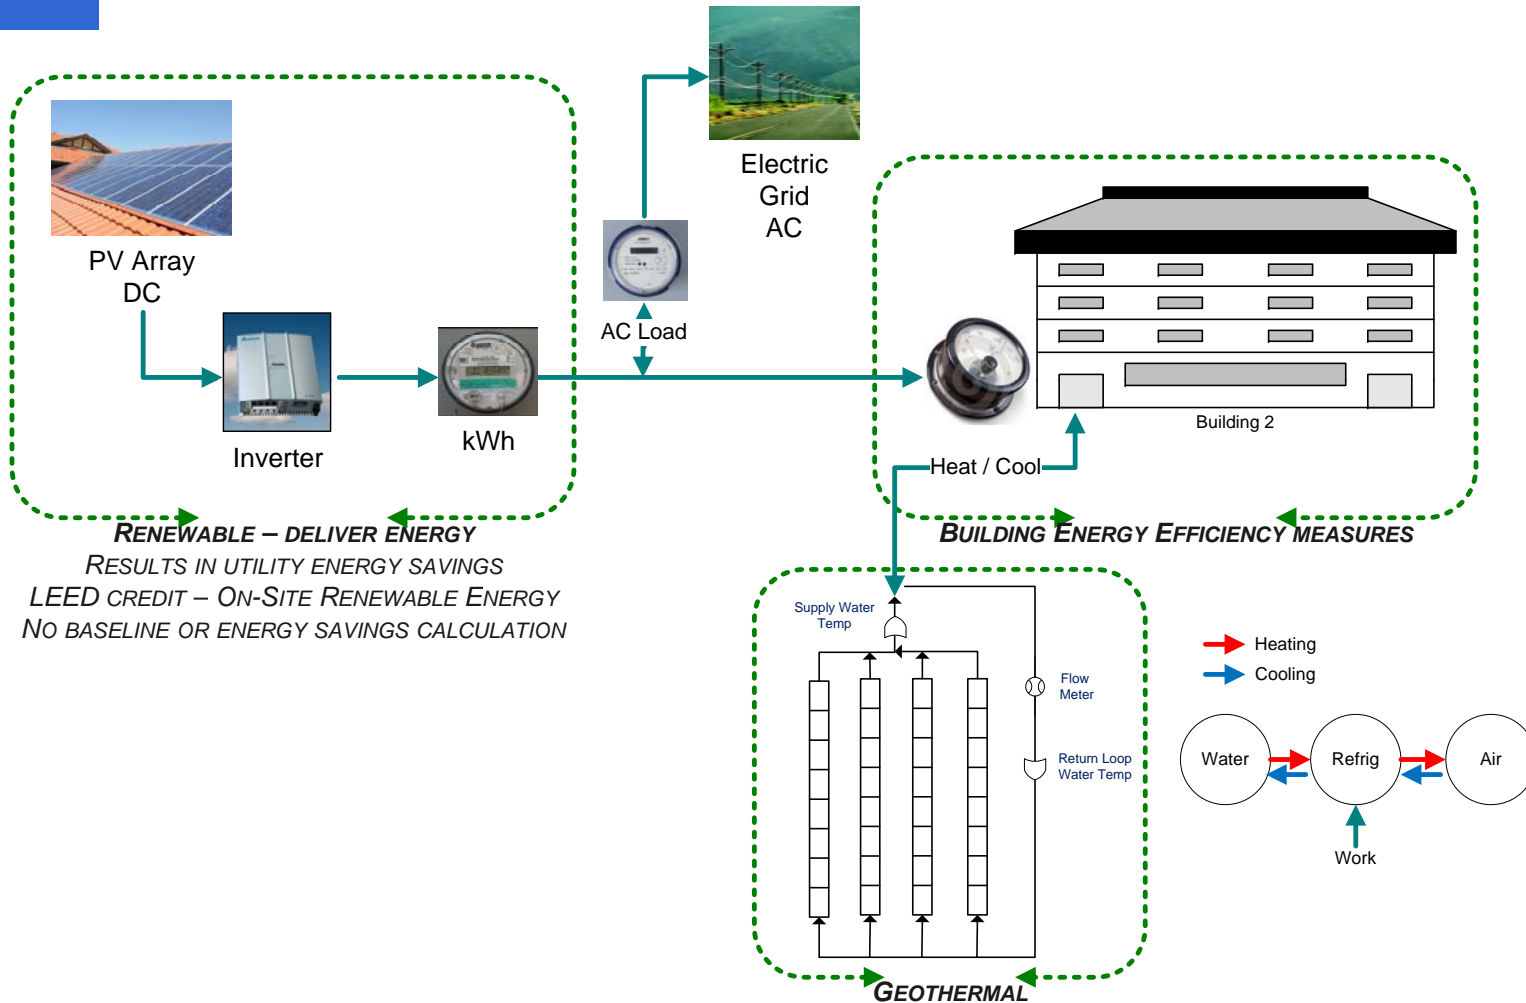 Electric
Grid
AC
PV Array
DC
AC Load
Inverter
kWh
Building 2
Heat / Cool
RENEWABLE – DELIVER ENERGY
RESULTS IN UTILITY ENERGY SAVINGS
LEED CREDIT – ON-SITE RENEWABLE ENERGY
NO BASELINE OR ENERGY SAVINGS CALCULATION
BUILDING ENERGY EFFICIENCY MEASURES
Supply Water
Temp
Flow
Meter
Return Loop
Water Temp
Heating
Cooling
Water
Refrig
Air
Work
GEOTHERMAL